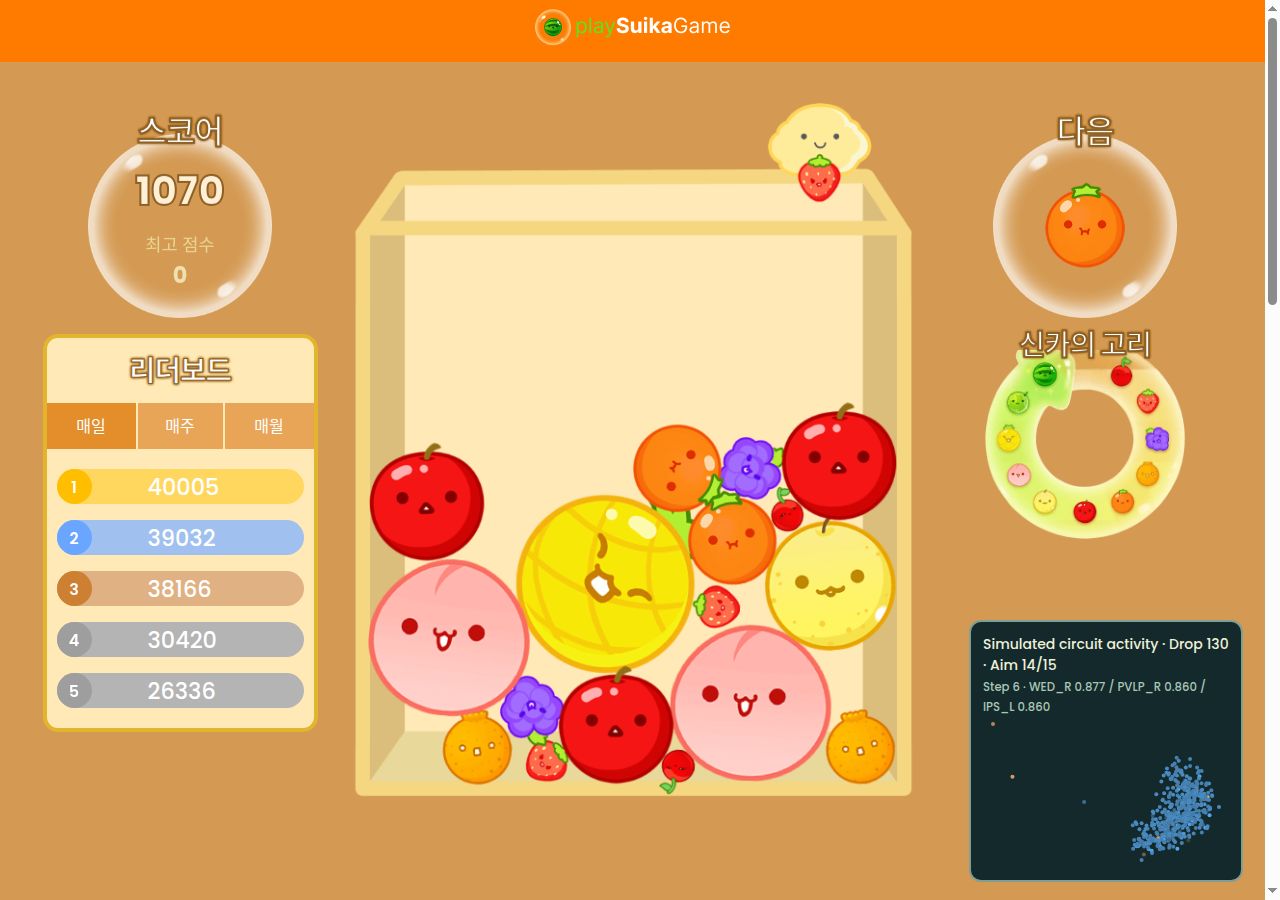 playSuikaGame
스코어
1070
최고 점수
0
다음
리더보드
매일 매주 매월
1 40005
2 39032
3 38166
4 30420
5 26336
신카의 고리
Simulated circuit activity · Drop 130
· Aim 14/15
Step 6 · WED_R 0.877 / PVLP_R 0.860 /
IPS_L 0.860